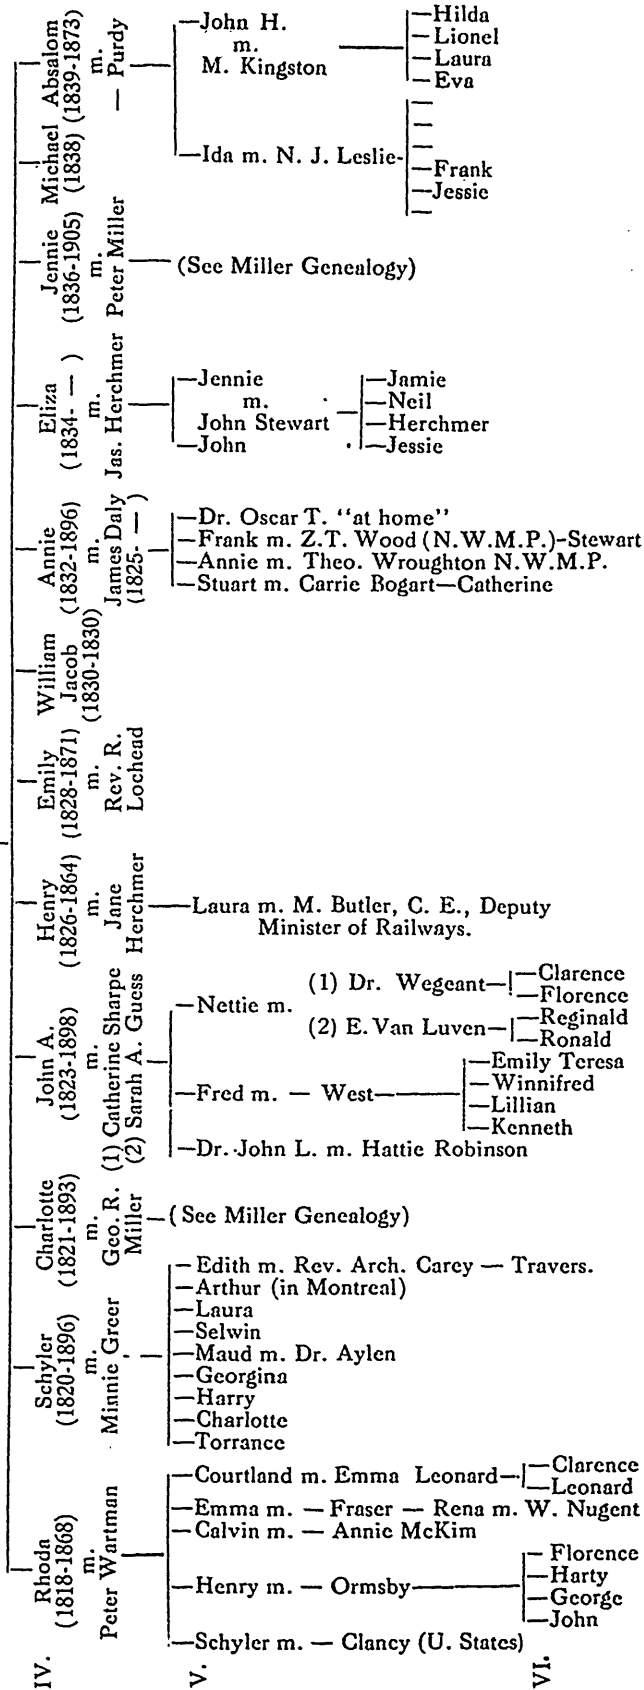 Absalom
(1839-1873)
m.
— Purdy
—John H.
m.
M. Kingston
—Hilda
—Lionel
—Laura
—Eva
—Ida m. N. J. Leslie-
—
—
—
—Frank
—Jessie
—
Michael
(1838)
Jennie
(1836-1905)
m.
Peter Miller
(See Miller Genealogy)
Eliza
(1834- — )
m.
Jas. Herchmer
—Jennie
m.
John Stewart
—Jamie
—Neil
—Herchmer
—Jessie
—John
Annie
(1832-1896)
m.
James Daly
(1825- — )
—Dr. Oscar T. "at home"
—Frank m. Z.T. Wood (N.W.M.P.)-Stewart
—Annie m. Theo. Wroughton N.W.M.P.
—Stuart m. Carrie Bogart—Catherine
William
Jacob
(1830-1830)
Emily
(1828-1871)
m.
Rev. R.
Lochead
Henry
(1826-1864)
m.
Jane
Herchmer
Laura m. M. Butler, C. E., Deputy
Minister of Railways.
John A.
(1823-1898)
m.
(1) Catherine Sharpe
(2) Sarah A. Guess
—Nettie m.
(1) Dr. Wegeant
—Clarence
—Florence
(2) E. Van Luven
—Reginald
—Ronald
—Fred m. — West
—Emily Teresa
—Winnifred
—Lillian
—Kenneth
—Dr. John L. m. Hattie Robinson
Charlotte
(1821-1893)
m.
Geo. R.
Miller
(See Miller Genealogy)
Schyler
(1820-1896)
m.
Minnie Greer
—Edith m. Rev. Arch. Carey — Travers.
—Arthur (in Montreal)
—Laura
—Selwin
—Maud m. Dr. Aylen
—Georgina
—Harry
—Charlotte
—Torrance
Rhoda
(1818-1868)
m.
Peter Wartman
—Courtland m. Emma Leonard
—Clarence
—Leonard
—Emma m. — Fraser — Rena m. W. Nugent
—Calvin m. — Annie McKim
—Henry m. — Ormsby
—Florence
—Harty
—George
—John
—Schyler m. — Clancy (U. States)
IV.
V.
VI.